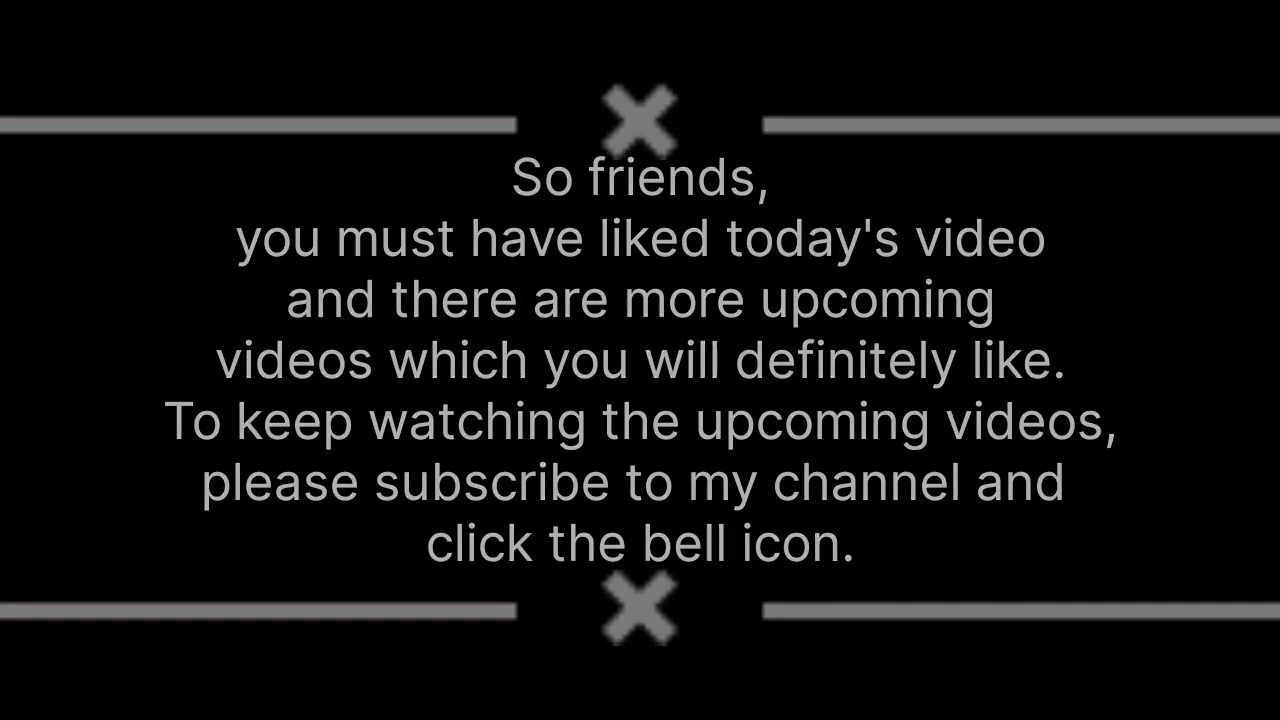 So friends,
you must have liked today's video
and there are more upcoming
videos which you will definitely like.
To keep watching the upcoming videos,
please subscribe to my channel and
click the bell icon.